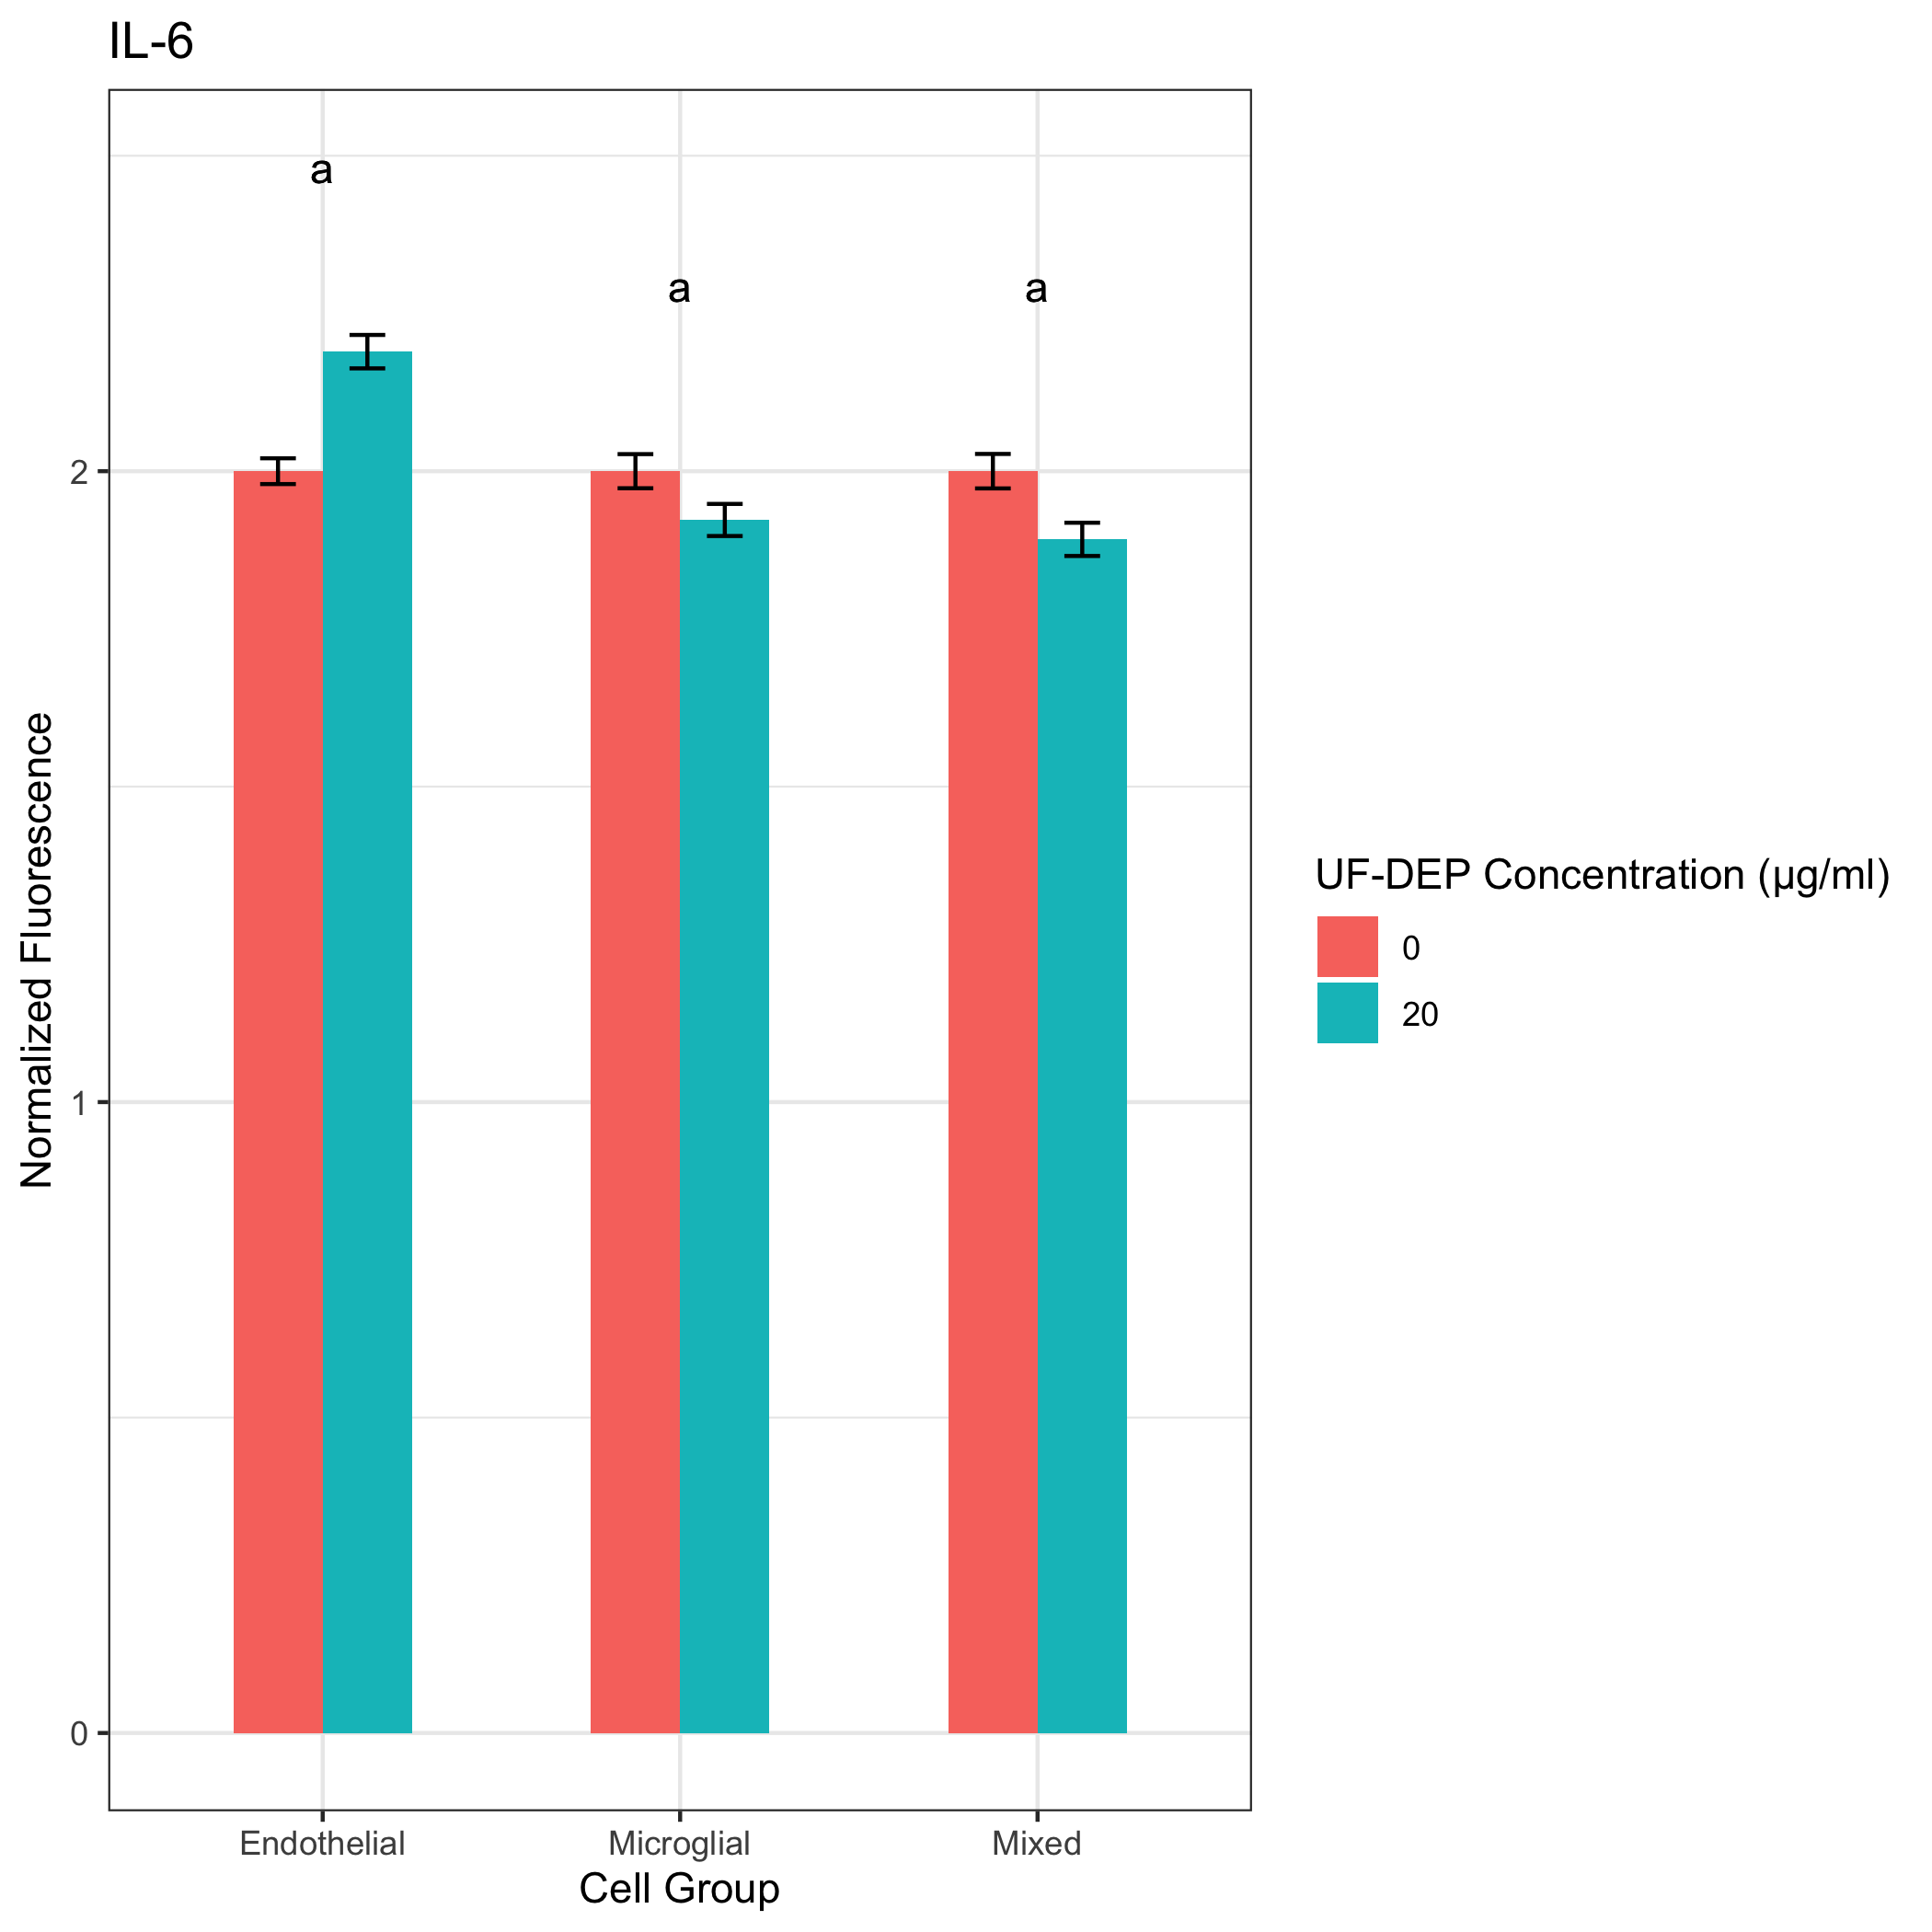 IL-6
a
a
a
2
1
0
Normalized Fluorescence
Endothelial
Microglial
Mixed
Cell Group
UF-DEP Concentration (µg/ml)
0
20